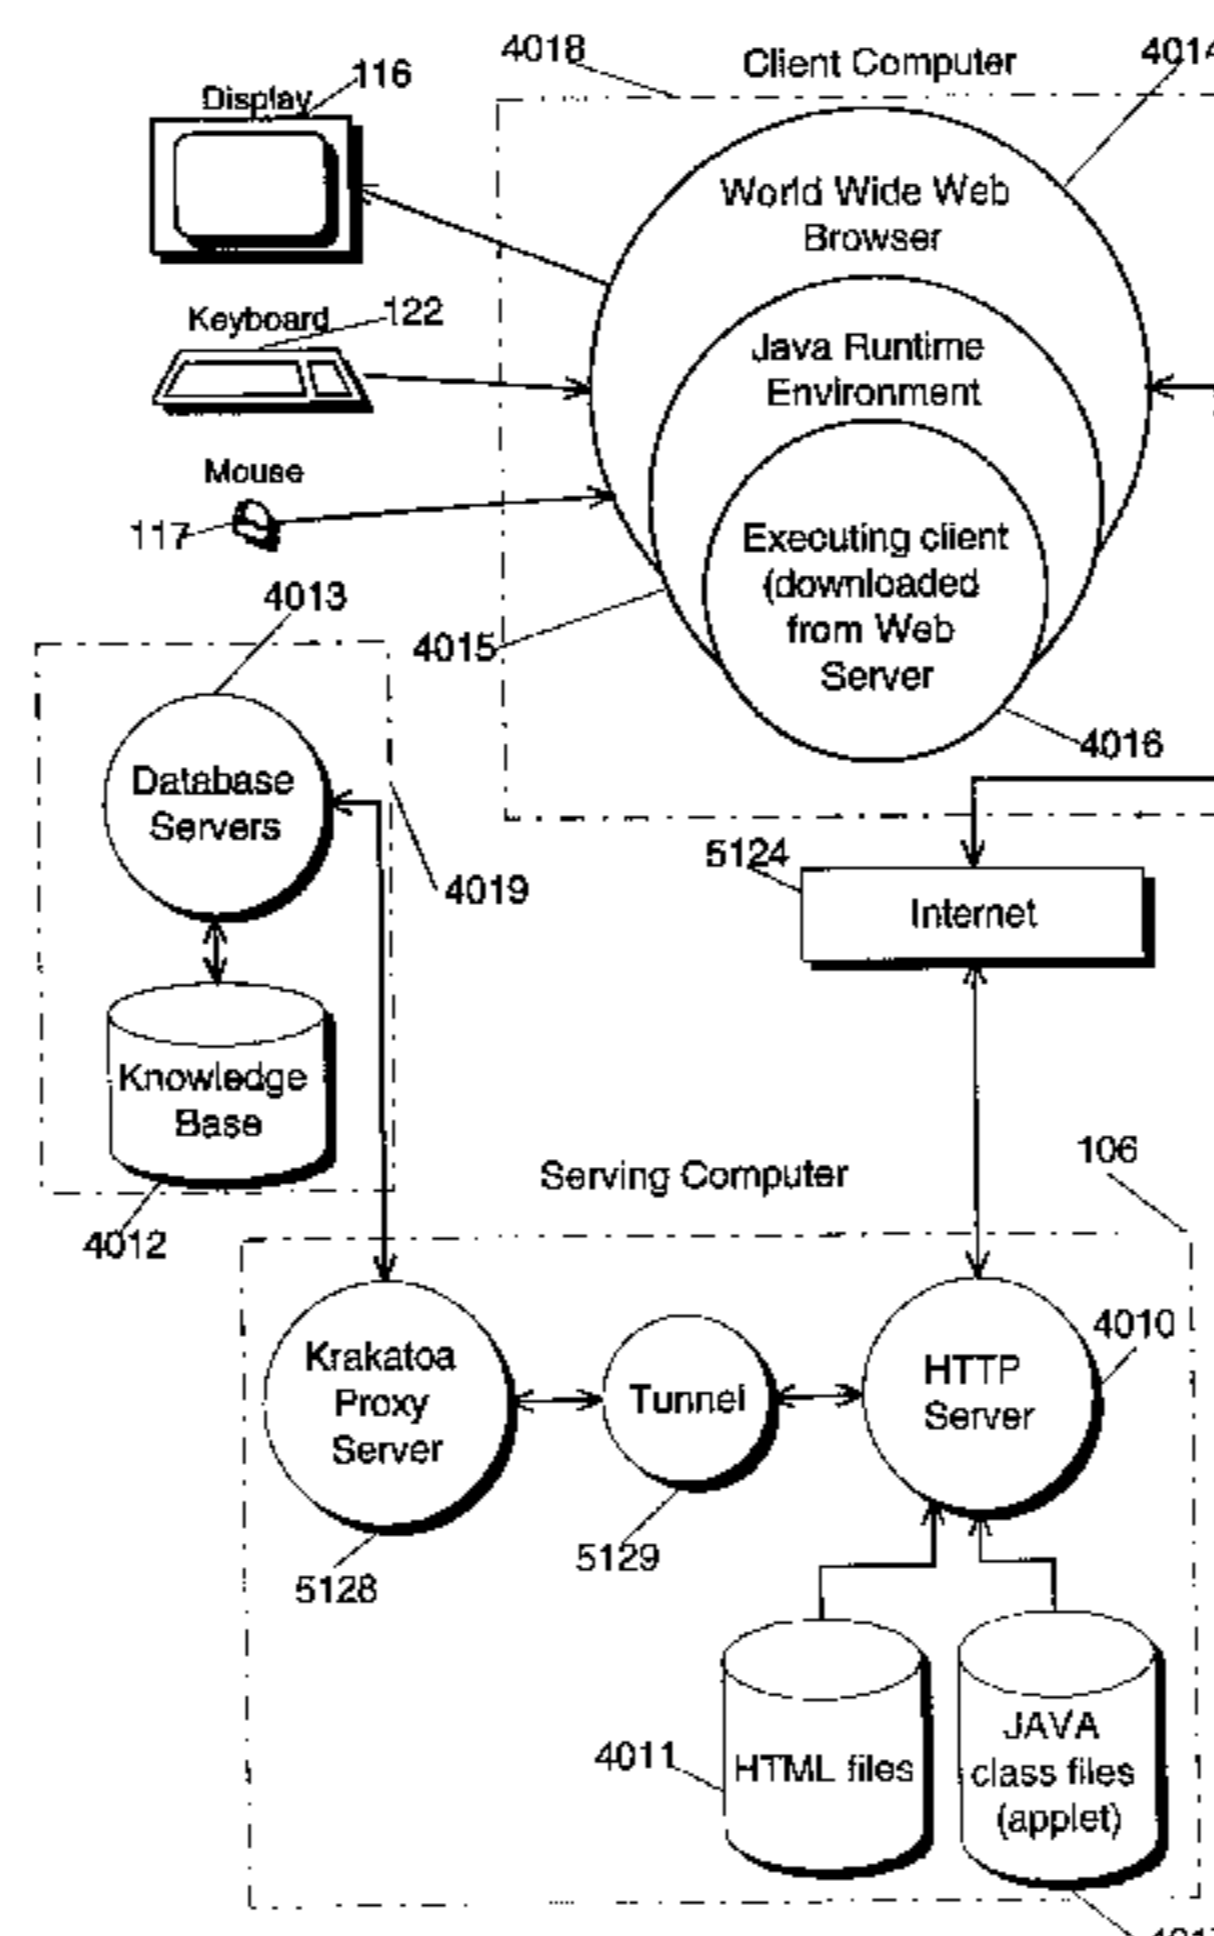 4018
Client Computer
4014
116
Display
World Wide Web
Browser
Keyboard
122
Java Runtime
Environment
Mouse
117
Executing client
(downloaded
from Web
Server
4013
4015
4016
Database
Servers
4019
5124
Internet
Knowledge
Base
4012
Serving Computer
106
4010
Krakatoa
Proxy
Server
Tunnel
HTTP
Server
5128
5129
4011
HTML files
JAVA
class files
(applet)